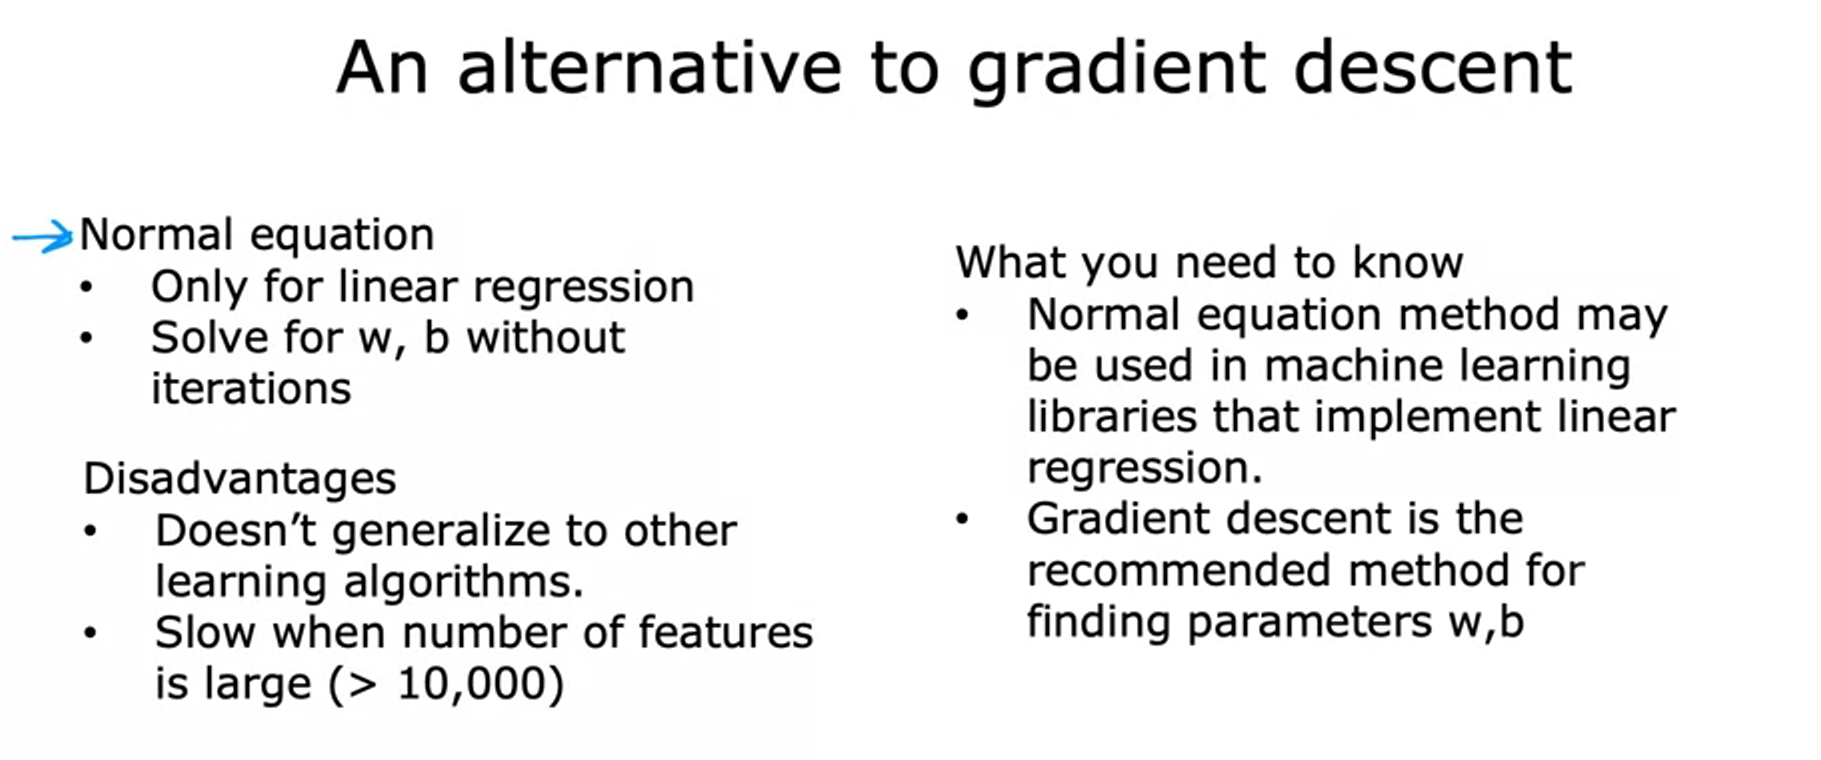 An alternative to gradient descent
Normal equation
• Only for linear regression
• Solve for w, b without
iterations
Disadvantages
• Doesn’t generalize to other
learning algorithms.
• Slow when number of features
is large (> 10,000)
What you need to know
• Normal equation method may
be used in machine learning
libraries that implement linear
regression.
• Gradient descent is the
recommended method for
finding parameters w,b